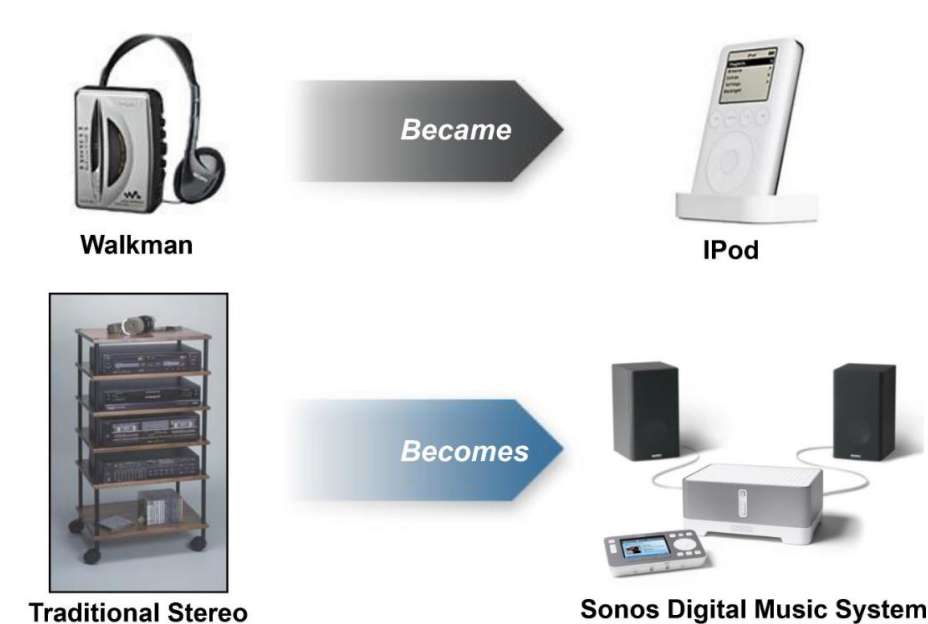 Became
Walkman
IPod
Becomes
Traditional Stereo
Sonos Digital Music System